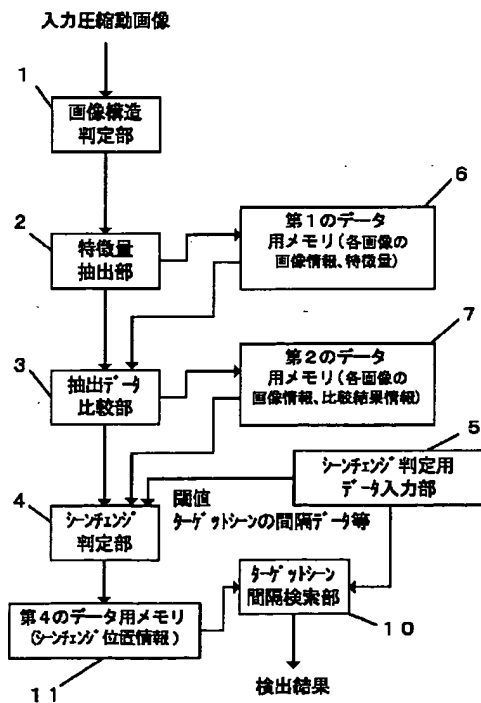 入力圧縮動画像
1
画像構造
判定部
2
特徴量
抽出部
6
第1のデータ
用メモリ(各画像の
画像情報、特徴量)
3
抽出データ
比較部
7
第2のデータ
用メモリ(各画像の
画像情報、比較結果情報)
5
シーンチェンジ判定用
データ入力部
閾値
ターゲットシーンの間隔データ等
4
シーンチェンジ
判定部
ターゲットシーン
間隔検索部
10
第4のデータ用メモリ
(シーンチェンジ位置情報)
11
検出結果